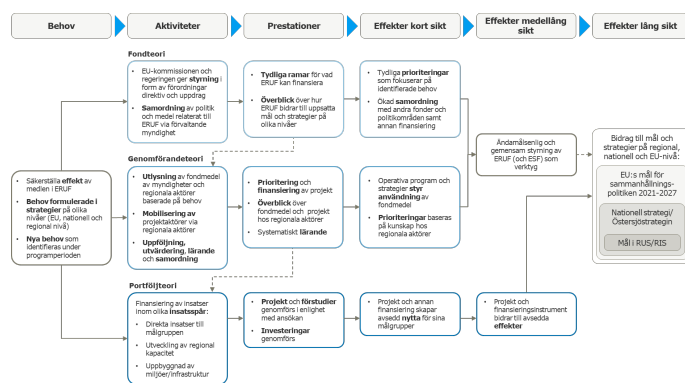 Behov
Aktiviteter
Prestationer
Effekter kort sikt
Effekter medellång
sikt
Effekter lång sikt
Fondteori
• EU-kommissionen och
regeringen ger styrning i
form av förordningar
direktiv och uppdrag
• Samordning av politik
och medel relaterat till
ERUF via förvaltande
myndighet
• Tydliga ramar för vad
ERUF kan finansiera
• Överblick över hur
ERUF bidrar till uppsatta
mål och strategier på
olika nivåer
• Tydliga prioriteringar
som fokuserar på
identifierade behov
• Ökad samordning
med andra fonder och
politikområden samt
annan finansiering
Ändamålsenlig och
gemensam styrning av
ERUF (och ESF) som
verktyg
Bidrag till mål och
strategier på regional,
nationell och EU-nivå:
EU:s mål för
sammanhållnings-
politiken 2021-2027
Nationell strategi/
Östersjöstrategin
Mål i RUS/RIS
• Säkerställa effekt av
medlen i ERUF
• Behov formulerade i
strategier på olika
nivåer (EU, nationell och
regional nivå)
• Nya behov som
identifieras under
programperioden
Genomförandeteori
• Utlysning av fondmedel
av myndigheter och
regionala aktörer
baserade på behov
• Mobilisering av
projektaktörer via
regionala aktörer
• Uppföljning,
utvärdering, lärande
och samordning
• Prioritering och
finansiering av projekt
• Överblick över
fondmedel och projekt
hos regionala aktörer
• Systematiskt lärande
• Operativa program och
strategier styr
användning av
fondmedel
• Prioriteringar baseras
på kunskap hos
regionala aktörer
Portföljteori
Finansiering av insatser
inom olika insatsspår:
• Direkta insatser till
målgruppen
• Utveckling av regional
kapacitet
• Uppbyggnad av
miljöer/infrastruktur
• Projekt och förstudier
genomförs i enlighet
med ansökan
• Investeringar
genomförs
• Projekt och annan
finansiering skapar
avsedd nytta för sina
målgrupper
• Projekt och
finansieringsinstrument
bidrar till avsedda
effekter